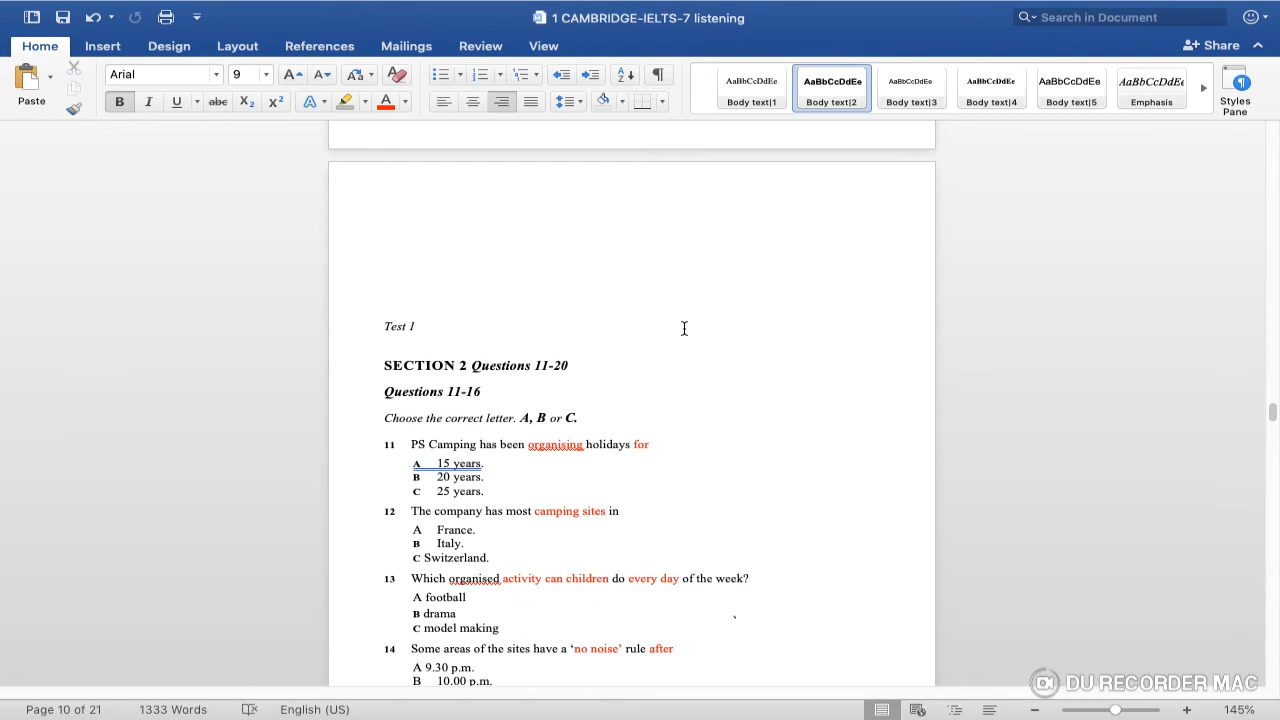 1 CAMBRIDGE-IELTS-7 listening
Search in Document
Home Insert Design Layout References Mailings Review View
Share
Paste
Arial 9
B I U abc X₂ X²
AaBbCcDdEe AaBbCcDdEe AaBbCcDdEe AaBbCcDdEe AaBbCcDdEe AaBbCcDdEe
Body text|1 Body text|2 Body text|3 Body text|4 Body text|5 Emphasis
Styles
Pane
Test 1
SECTION 2 Questions 11-20
Questions 11-16
Choose the correct letter. A, B or C.
11 PS Camping has been organising holidays for
A 15 years.
B 20 years.
C 25 years.
12 The company has most camping sites in
A France.
B Italy.
C Switzerland.
13 Which organised activity can children do every day of the week?
A football
B drama
C model making
14 Some areas of the sites have a ‘no noise’ rule after
A 9.30 p.m.
B 10.00 p.m.
DU RECORDER MAC
Page 10 of 21 1333 Words English (US) 145%